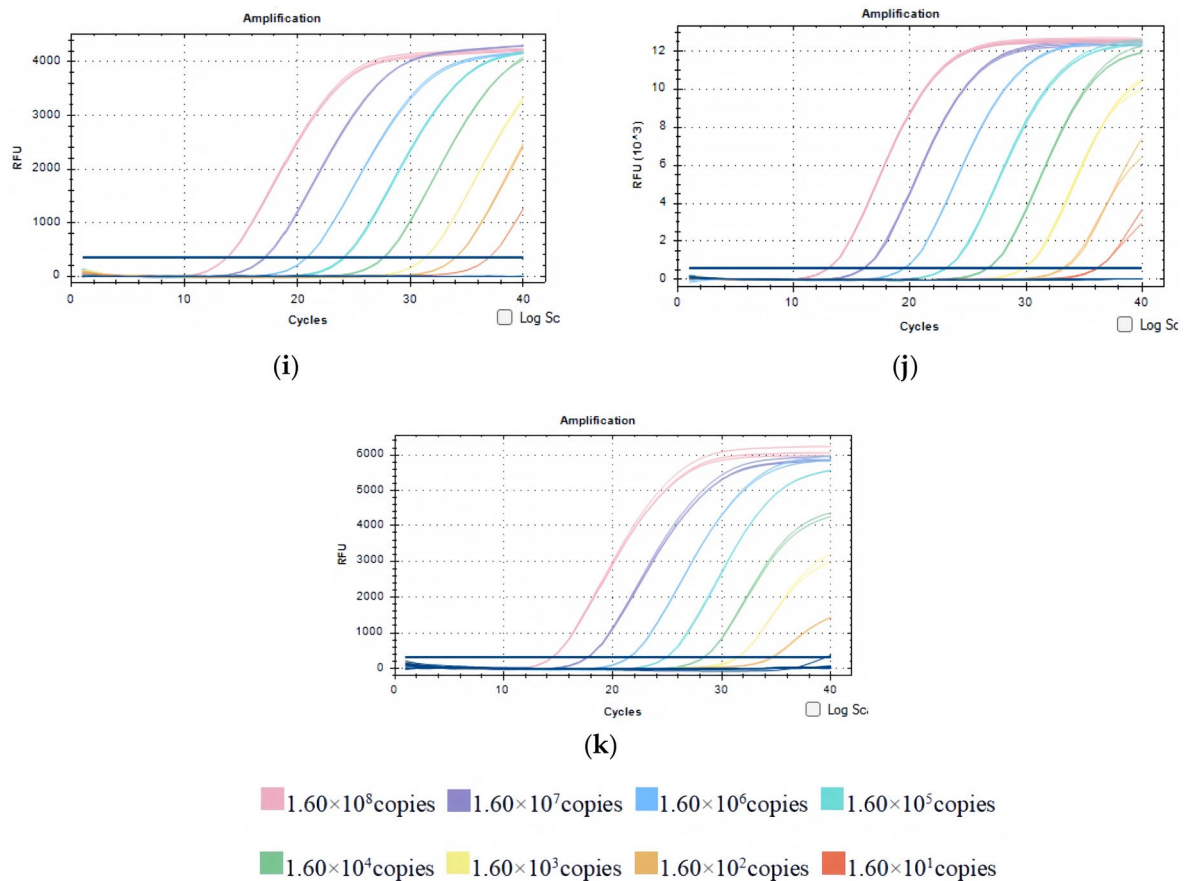 Amplification
4000
3000
2000
1000
0
RFU
0 10 20 30 40
Cycles
Log Sc
(i)
Amplification
12
10
8
6
4
2
0
RFU (10^3)
0 10 20 30 40
Cycles
Log Sc
(j)
Amplification
6000
5000
4000
3000
2000
1000
0
RFU
0 10 20 30 40
Cycles
Log Sca
(k)
1.60×10⁸copies 1.60×10⁷copies 1.60×10⁶copies 1.60×10⁵copies
1.60×10⁴copies 1.60×10³copies 1.60×10²copies 1.60×10¹copies